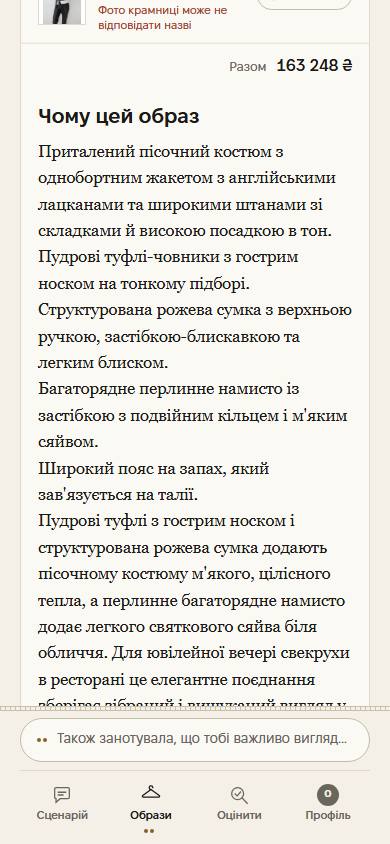 Фото крамниці може не
відповідати назві
Разом 163 248 ₴
Чому цей образ
Приталений пісочний костюм з
однобортним жакетом з англійськими
лацканами та широкими штанами зі
складками й високою посадкою в тон.
Пудрові туфлі-човники з гострим
носком на тонкому підборі.
Структурована рожева сумка з верхньою
ручкою, застібкою-блискавкою та
легким блиском.
Багаторядне перлинне намисто із
застібкою з подвійним кільцем і м'яким
сяйвом.
Широкий пояс на запах, який
зав'язується на талії.
Пудрові туфлі з гострим носком і
структурована рожева сумка додають
пісочному костюму м'якого, цілісного
тепла, а перлинне багаторядне намисто
додає легкого святкового сяйва біля
обличчя. Для ювілейної вечері свекрухи
в ресторані це елегантне поєднання
зберігає зібраний і вишуканий вигляд у
Також занотувала, що тобі важливо вигляд...
Сценарій
Образи
Оцінити
0
Профіль